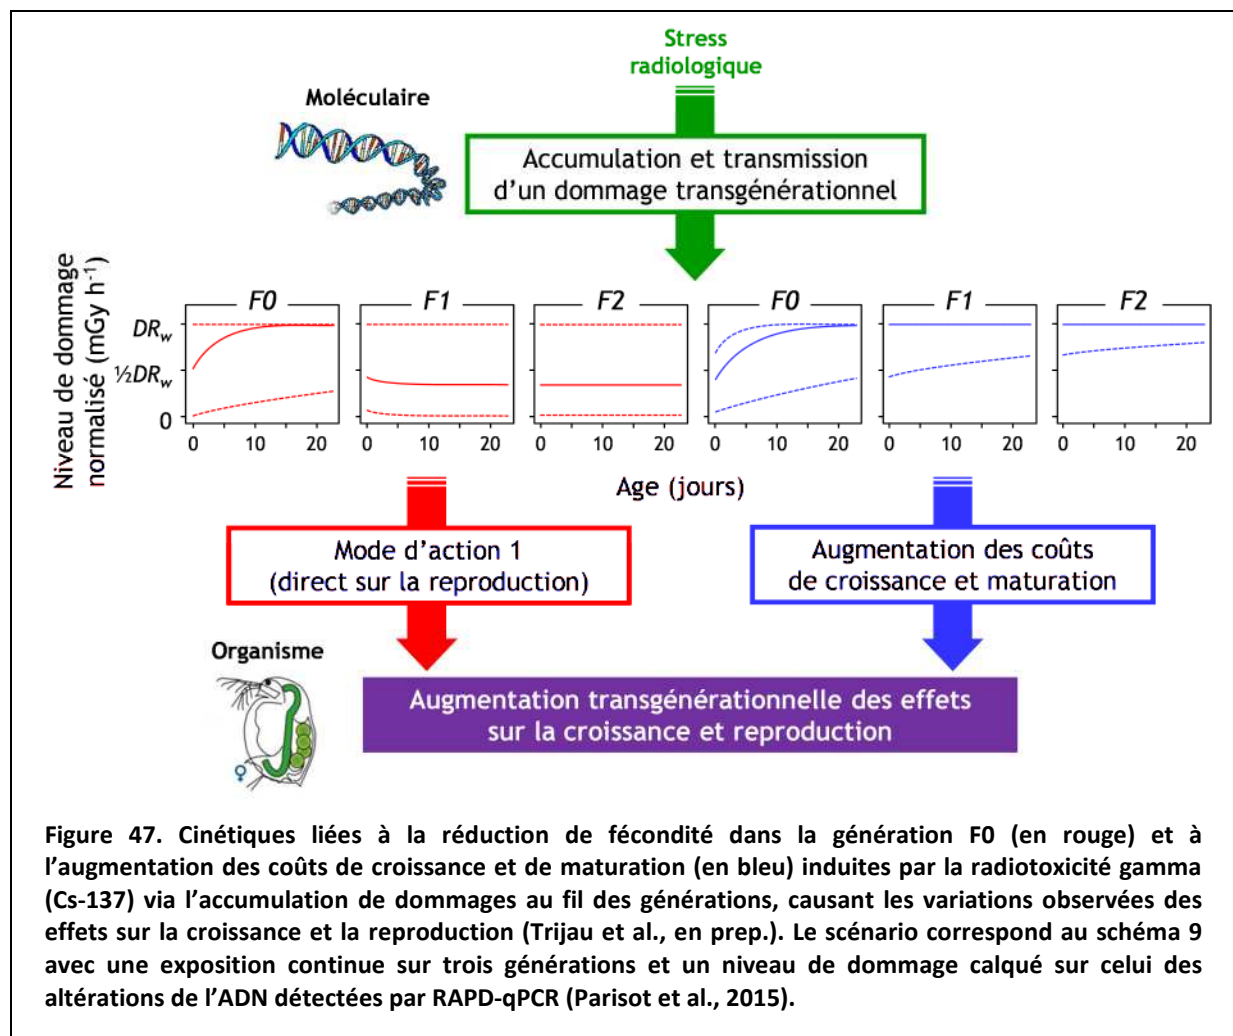 Stress
radiologique
Moléculaire
Accumulation et transmission
d’un dommage transgénérationnel
Niveau de dommage
normalisé (mGy h-1)
F0 F1 F2 F0 F1 F2
DRw
½DRw
0
0 10 20 0 10 20 0 10 20 0 10 20 0 10 20 0 10 20
Age (jours)
Mode d’action 1
(direct sur la reproduction)
Augmentation des coûts
de croissance et maturation
Organisme
♀
Augmentation transgénérationnelle des effets
sur la croissance et reproduction
Figure 47. Cinétiques liées à la réduction de fécondité dans la génération F0 (en rouge) et à
l’augmentation des coûts de croissance et de maturation (en bleu) induites par la radiotoxicité gamma
(Cs-137) via l’accumulation de dommages au fil des générations, causant les variations observées des
effets sur la croissance et la reproduction (Trijau et al., en prep.). Le scénario correspond au schéma 9
avec une exposition continue sur trois générations et un niveau de dommage calqué sur celui des
altérations de l’ADN détectées par RAPD-qPCR (Parisot et al., 2015).